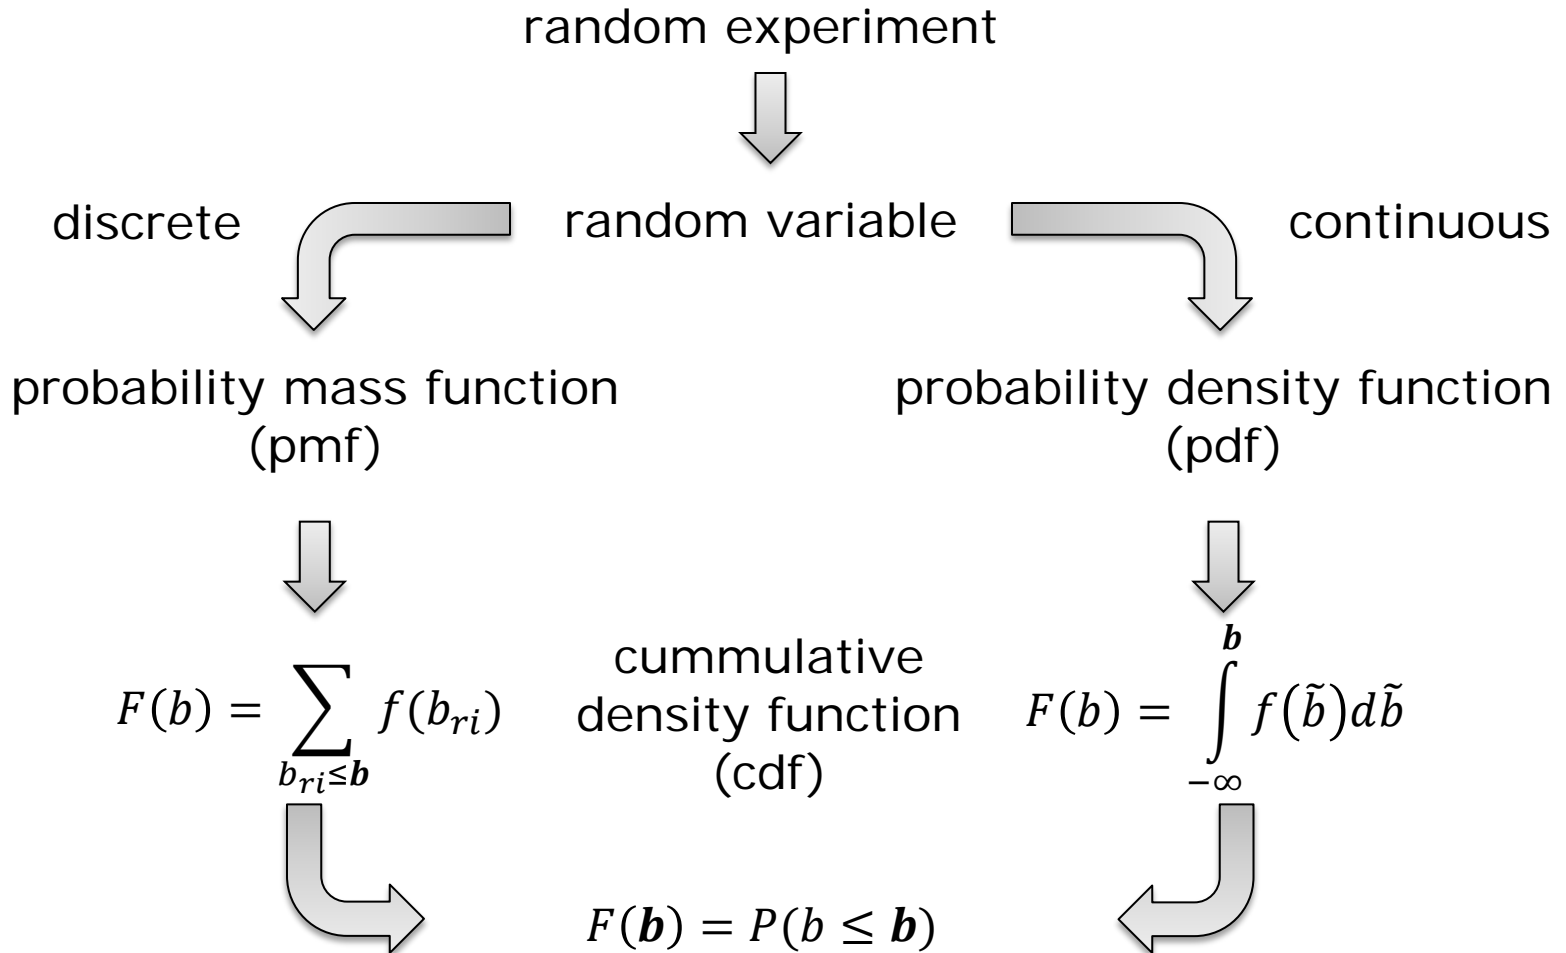 random experiment
discrete
random variable
continuous
probability mass function
(pmf)
probability density function
(pdf)
F(b) = ∑_{b_{ri}≤𝒃} f(b_{ri})
cummulative
density function
(cdf)
F(b) = ∫_{−∞}^{𝒃} f(b̃)db̃
F(𝒃) = P(b ≤ 𝒃)